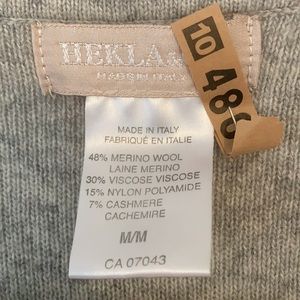 MADE IN ITALY
10 48
MADE IN ITALY
FABRIQUÉ EN ITALIE
48% MERINO WOOL
LAINE MERINO
30% VISCOSE VISCOSE
15% NYLON POLYAMIDE
7% CASHMERE
CACHEMIRE
M/M
CA 07043